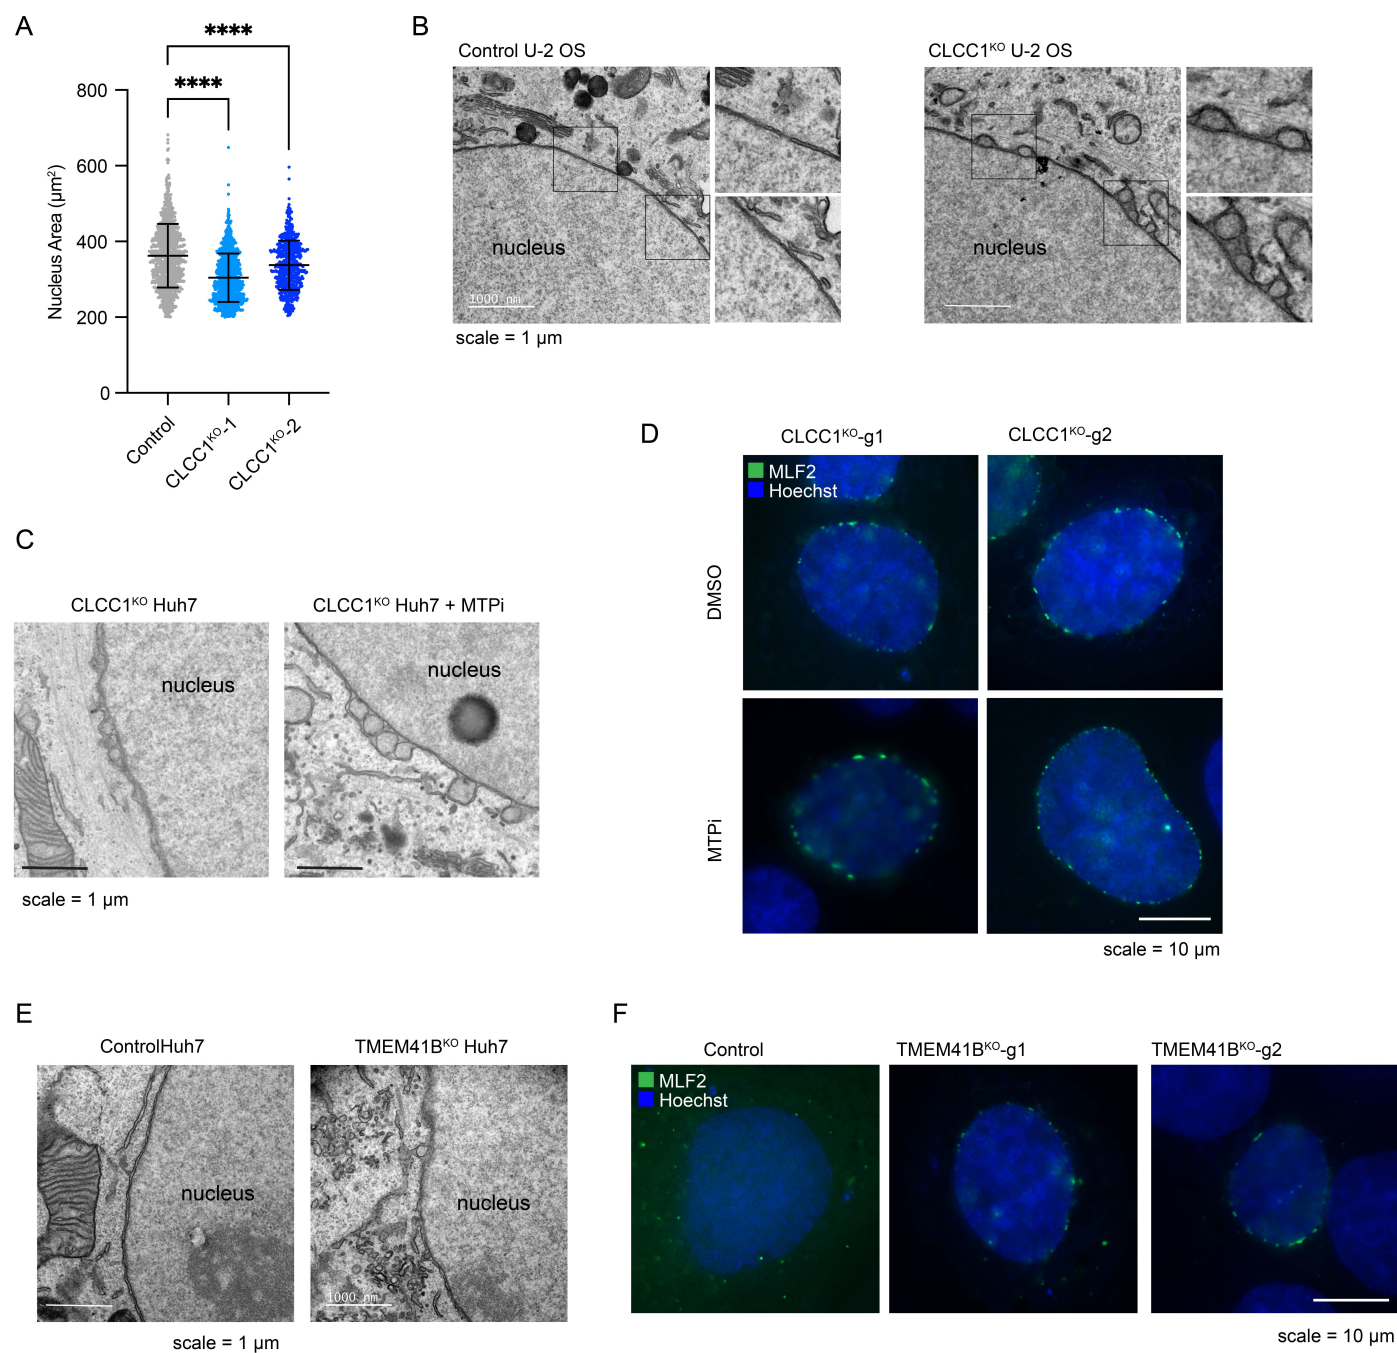 A
****
****
800
600
400
200
0
Nucleus Area (µm²)
Control
CLCC1ᴷᴼ-1
CLCC1ᴷᴼ-2
B
Control U-2 OS
CLCC1ᴷᴼ U-2 OS
nucleus
1000 nm
nucleus
scale = 1 µm
C
CLCC1ᴷᴼ Huh7
CLCC1ᴷᴼ Huh7 + MTPi
nucleus
nucleus
scale = 1 µm
D
CLCC1ᴷᴼ-g1
CLCC1ᴷᴼ-g2
MLF2
Hoechst
DMSO
MTPi
scale = 10 µm
E
ControlHuh7
TMEM41Bᴷᴼ Huh7
nucleus
nucleus
1000 nm
scale = 1 µm
F
Control
TMEM41Bᴷᴼ-g1
TMEM41Bᴷᴼ-g2
MLF2
Hoechst
scale = 10 µm